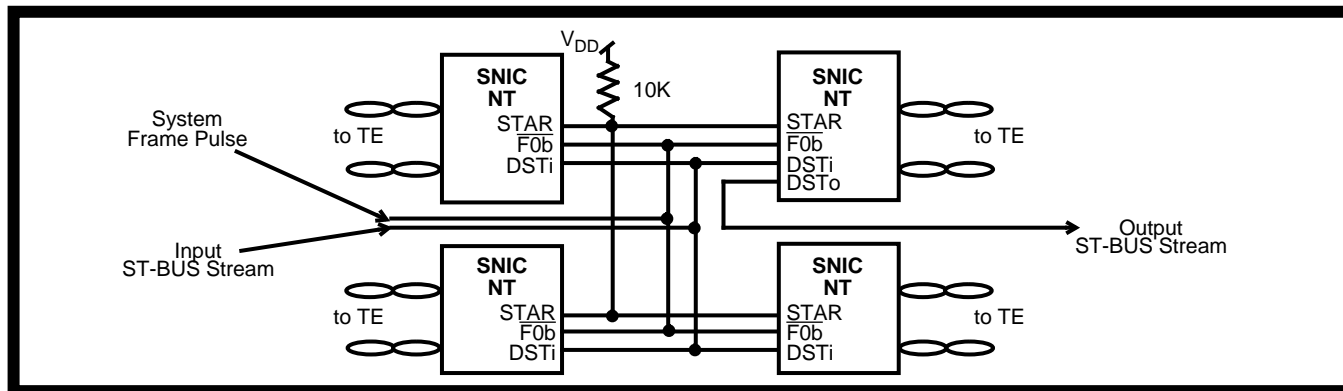 V_DD
10K
SNIC
NT
STAR
F0b
DSTi
to TE
SNIC
NT
STAR
F0b
DSTi
DSTo
to TE
System
Frame Pulse
Input
ST-BUS Stream
Output
ST-BUS Stream
SNIC
NT
STAR
F0b
DSTi
to TE
SNIC
NT
STAR
F0b
DSTi
to TE